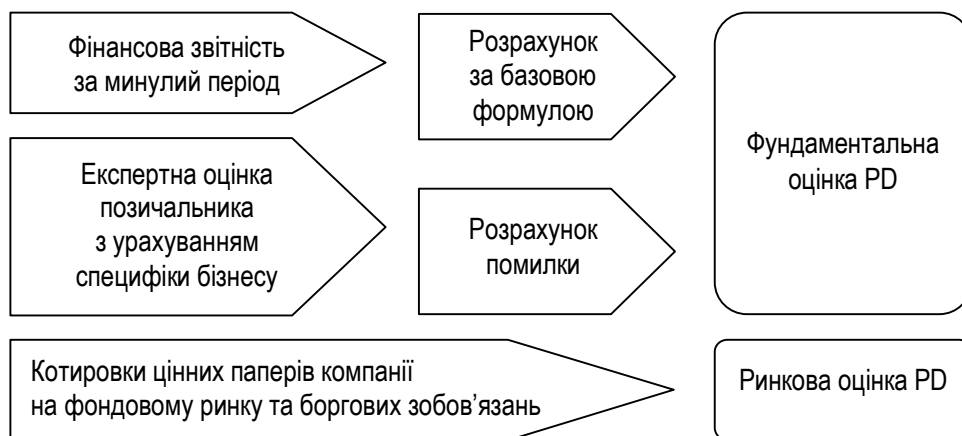 Фінансова звітність
за минулий період
Розрахунок
за базовою
формулою
Фундаментальна
оцінка PD
Експертна оцінка
позичальника
з урахуванням
специфіки бізнесу
Розрахунок
помилки
Котировки цінних паперів компанії
на фондовому ринку та боргових зобов’язань
Ринкова оцінка PD